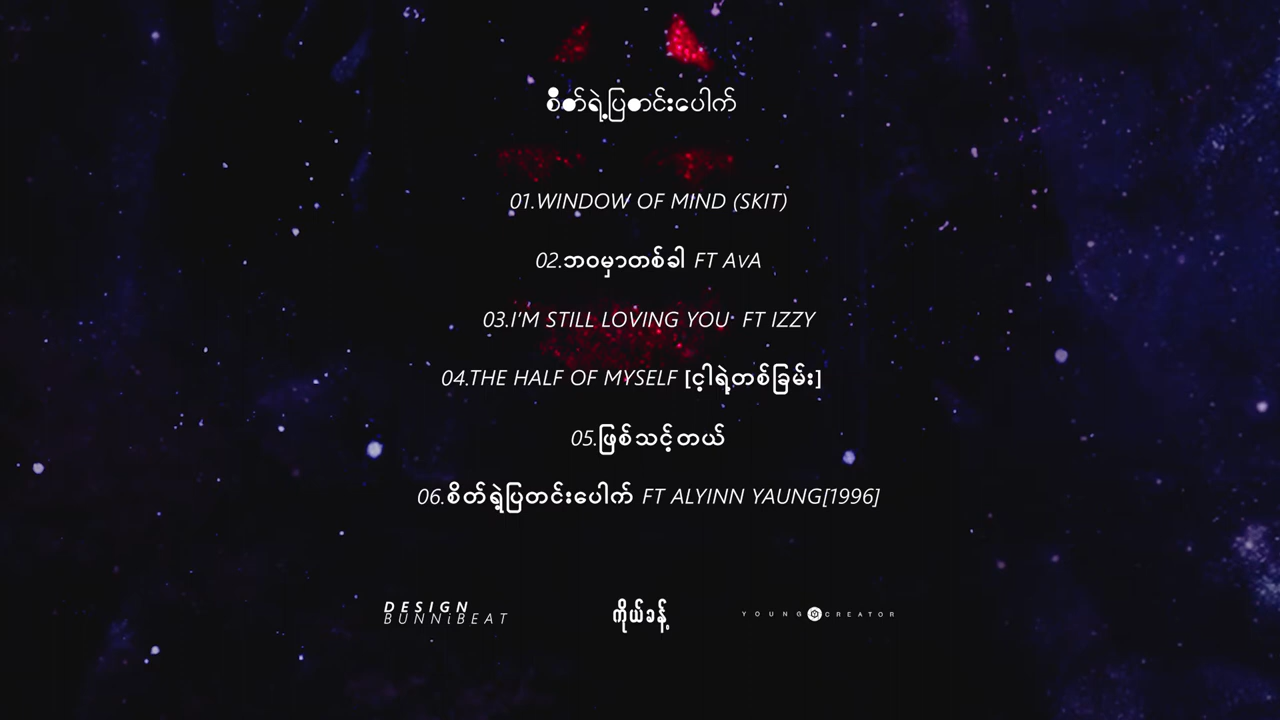 စိတ်ရဲ့ပြတင်းပေါက်
01.WINDOW OF MIND (SKIT)
02.ဘဝမှာတစ်ခါ FT AvA
03.I'M STILL LOVING YOU FT IZZY
04.THE HALF OF MYSELF [ငါ့ရဲ့တစ်ခြမ်း]
05.ဖြစ်သင့်တယ်
06.စိတ်ရဲ့ပြတင်းပေါက် FT ALYINN YAUNG[1996]
DESIGN
BUNNiBEAT
ကိုယ်ခန့်
YOUNG CREATOR